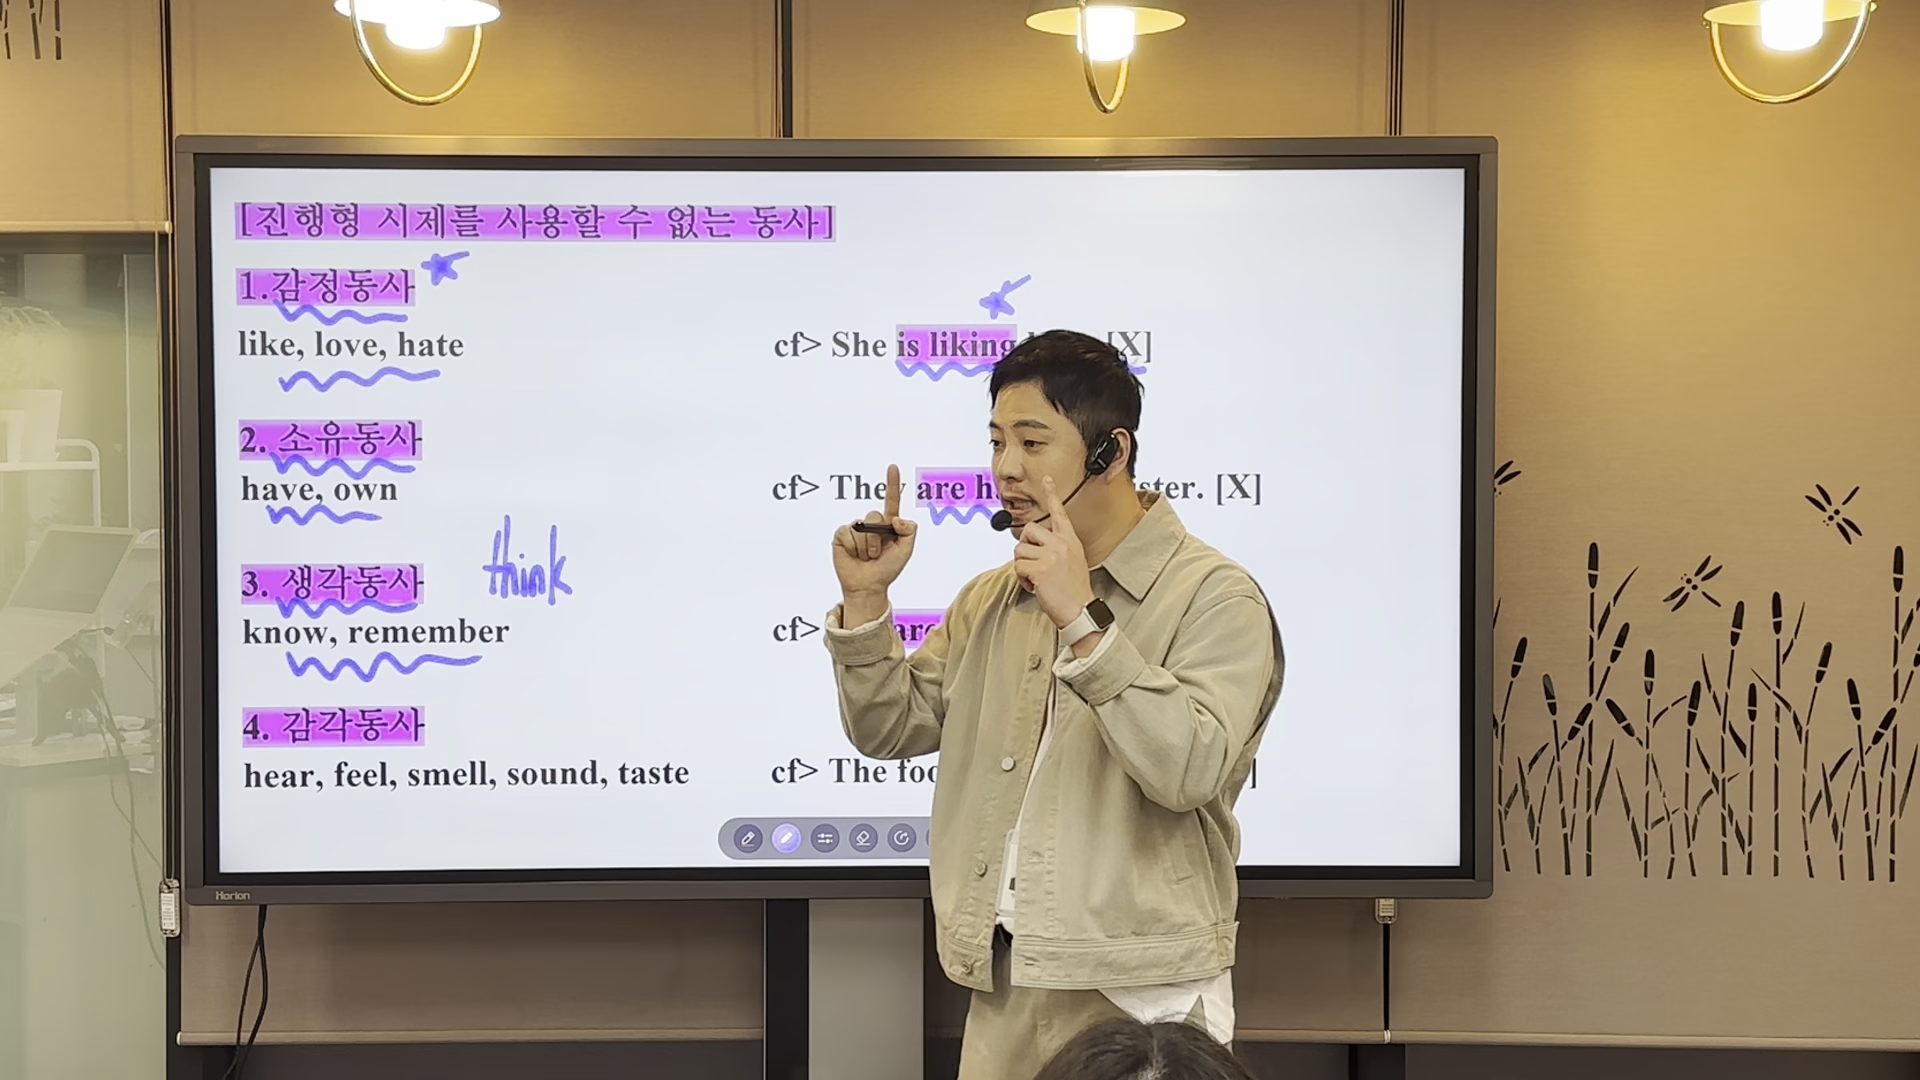 [진행형 시제를 사용할 수 없는 동사]
1.감정동사
like, love, hate
cf> She is liking [X]
2. 소유동사
have, own
cf> They are [X]
think
3. 생각동사
know, remember
cf> are
4. 감각동사
hear, feel, smell, sound, taste
cf> The
Horion